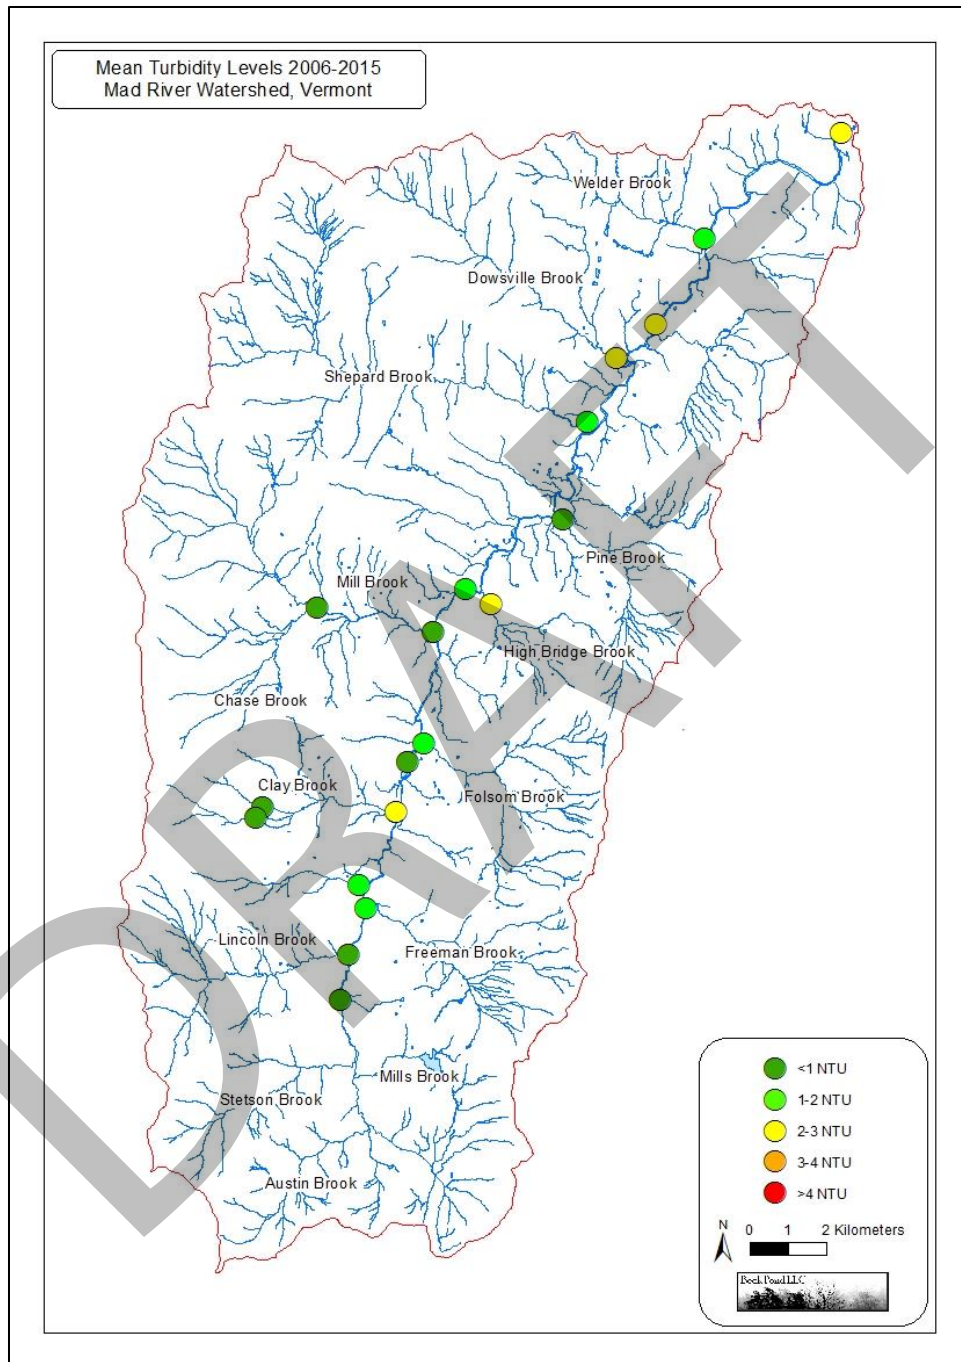 Mean Turbidity Levels 2006-2015
Mad River Watershed, Vermont
Welder Brook
Dowsville Brook
Shepard Brook
Pine Brook
Mill Brook
High Bridge Brook
Chase Brook
Clay Brook
Folsom Brook
Lincoln Brook
Freeman Brook
Mills Brook
Stetson Brook
Austin Brook
DRAFT
<1 NTU
1-2 NTU
2-3 NTU
3-4 NTU
>4 NTU
N
0 1 2 Kilometers
Beck Pond LLC